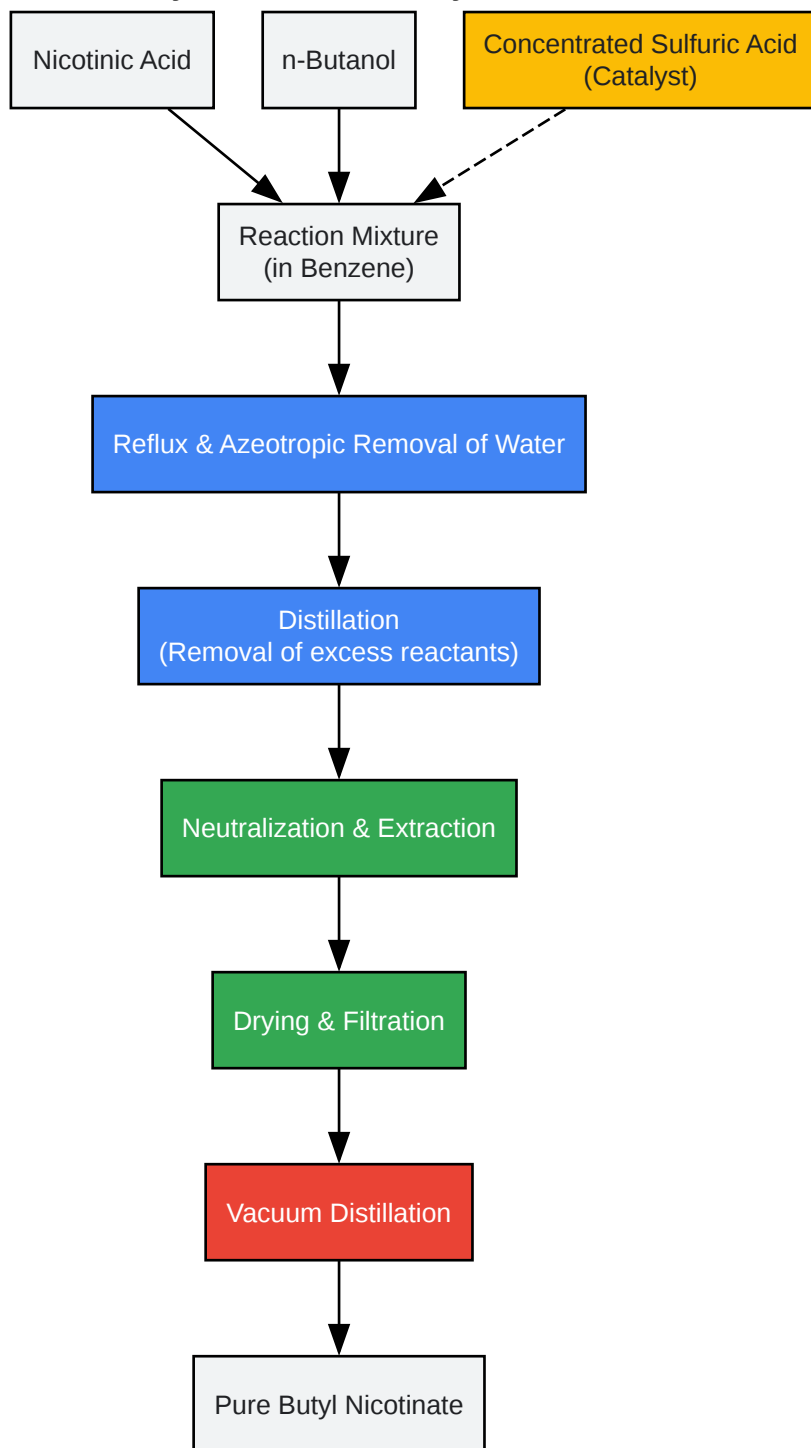 Nicotinic Acid
n-Butanol
Concentrated Sulfuric Acid
(Catalyst)
Reaction Mixture
(in Benzene)
Reflux & Azeotropic Removal of Water
Distillation
(Removal of excess reactants)
Neutralization & Extraction
Drying & Filtration
Vacuum Distillation
Pure Butyl Nicotinate